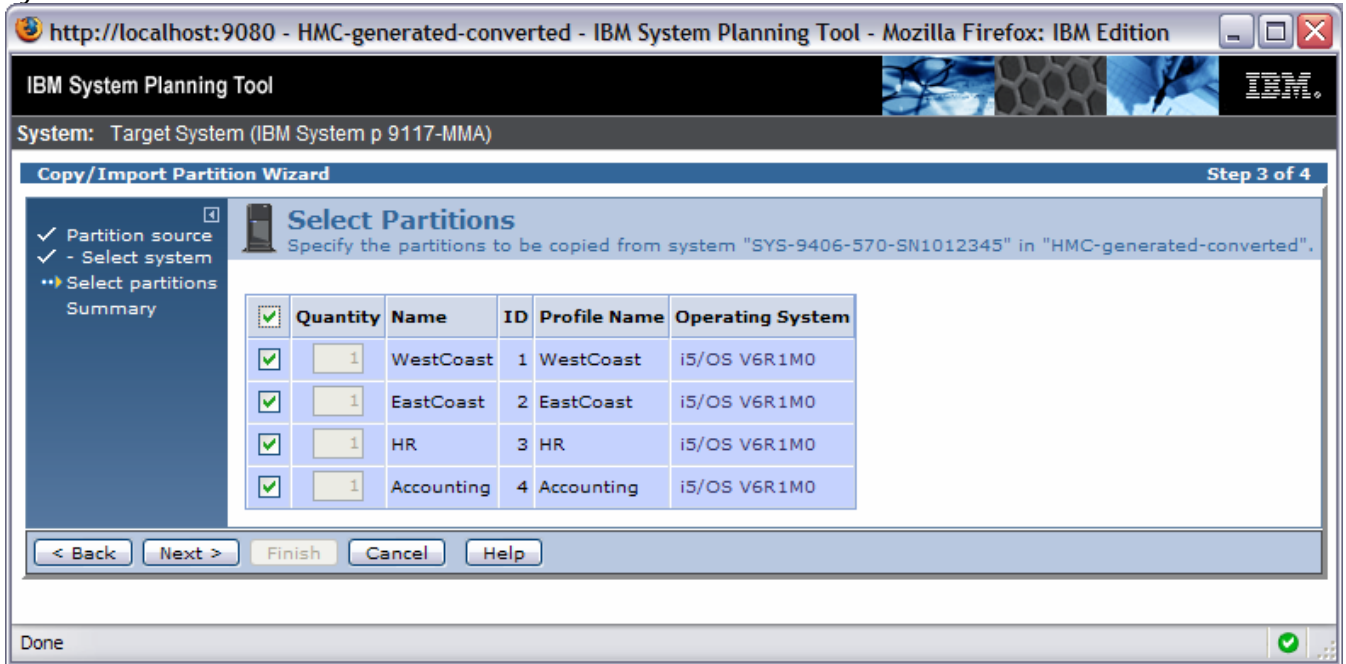 http://localhost:9080 - HMC-generated-converted - IBM System Planning Tool - Mozilla Firefox: IBM Edition
IBM System Planning Tool
IBM.
System: Target System (IBM System p 9117-MMA)
Copy/Import Partition Wizard
Step 3 of 4
Partition source
- Select system
Select partitions
Summary
Select Partitions
Specify the partitions to be copied from system "SYS-9406-570-SN1012345" in "HMC-generated-converted".
Quantity Name ID Profile Name Operating System
1 WestCoast 1 WestCoast i5/OS V6R1M0
1 EastCoast 2 EastCoast i5/OS V6R1M0
1 HR 3 HR i5/OS V6R1M0
1 Accounting 4 Accounting i5/OS V6R1M0
< Back Next > Finish Cancel Help
Done